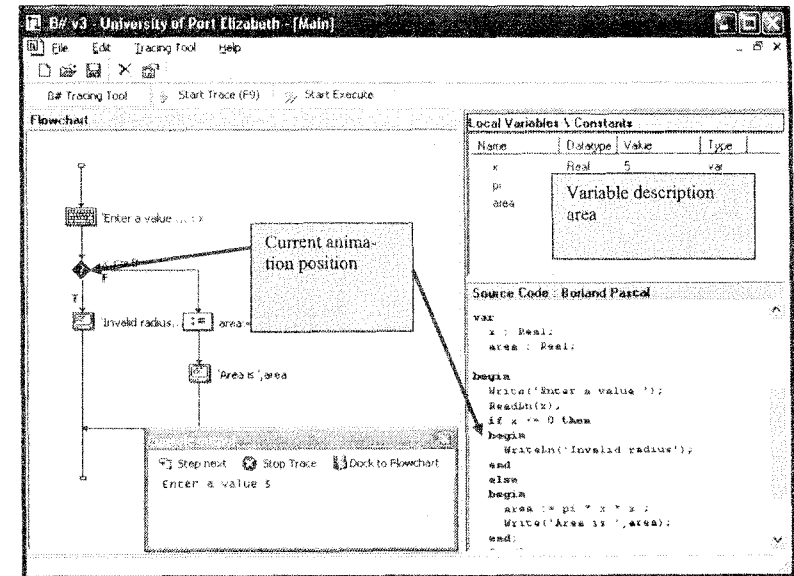 B# v3 - University of Port Elizabeth - [Main]
File Edit Tracing Tool Help
B# Tracing Tool Start Trace (F9) Start Execute
Flowchart
'Enter a value ... : x
F
T
'Invalid radius...
:=
area
'Area is ',area
Current anima-
tion position
Step next Stop Trace Dock to Flowchart
Enter a value 5
Local Variables \ Constants
Name Datatype Value Type
x Real 5 var
pi
area
Variable description
area
Source Code : Borland Pascal
var
x : Real;
area : Real;
begin
Write('Enter a value ');
ReadLn(x);
if x <= 0 then
begin
WriteLn('Invalid radius');
end
else
begin
area := pi * x * x ;
Write('Area is ',area);
end;